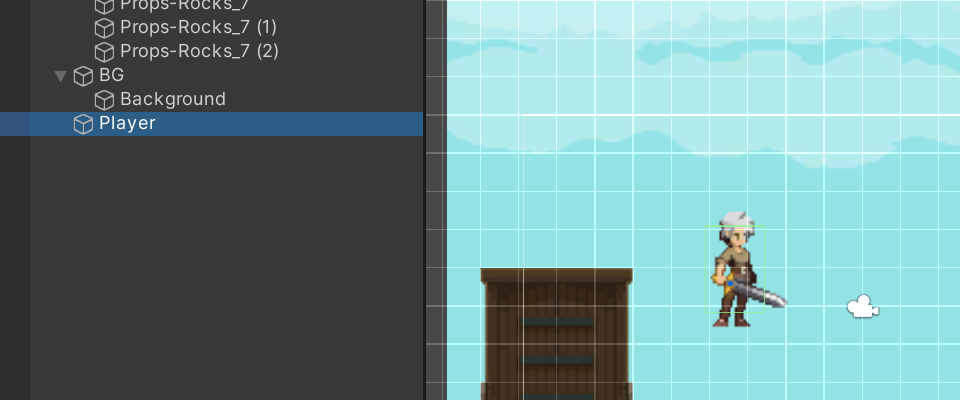 Props-Rocks_7
Props-Rocks_7 (1)
Props-Rocks_7 (2)
BG
Background
Player